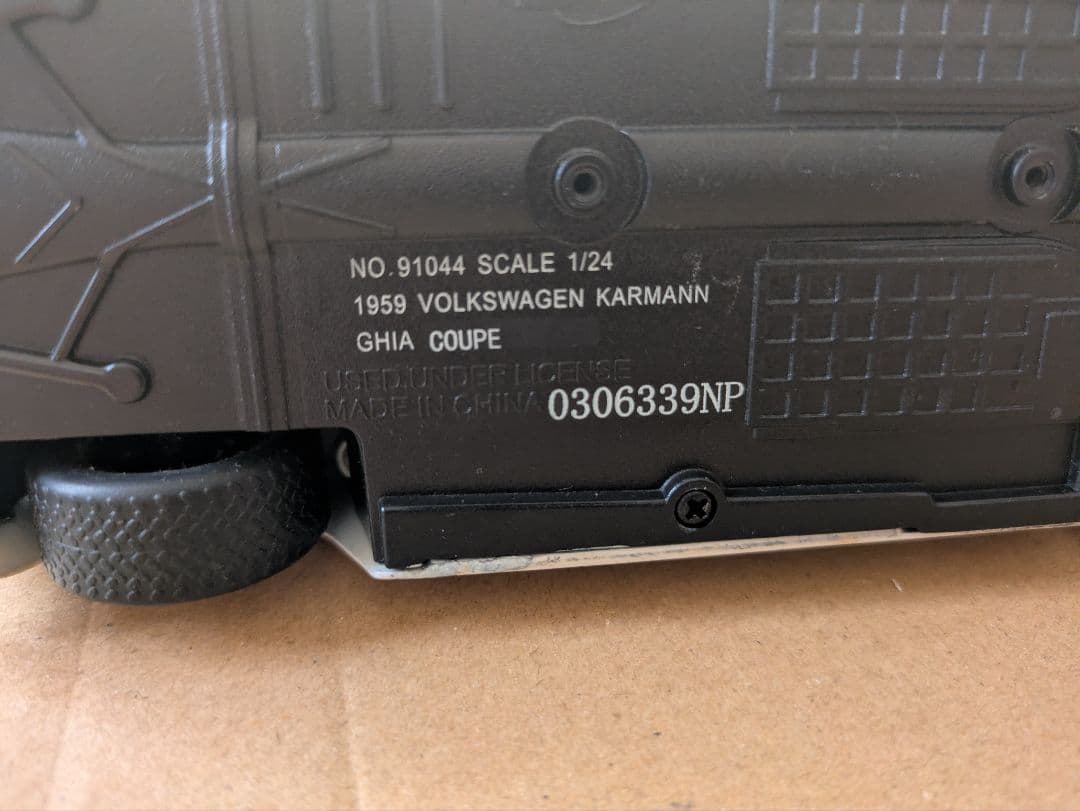 NO.91044 SCALE 1/24
1959 VOLKSWAGEN KARMANN
GHIA COUPE
USED.UNDER LICENSE
MADE IN CHINA 0306339NP